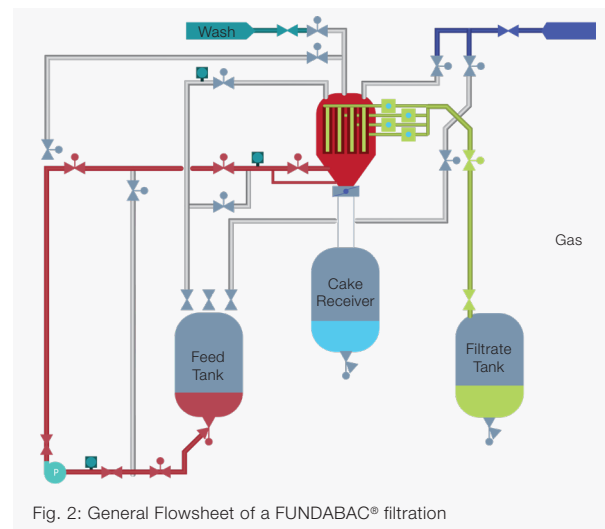 Wash
Gas
Cake
Receiver
Feed
Tank
Filtrate
Tank
P
Fig. 2: General Flowsheet of a FUNDABAC® filtration